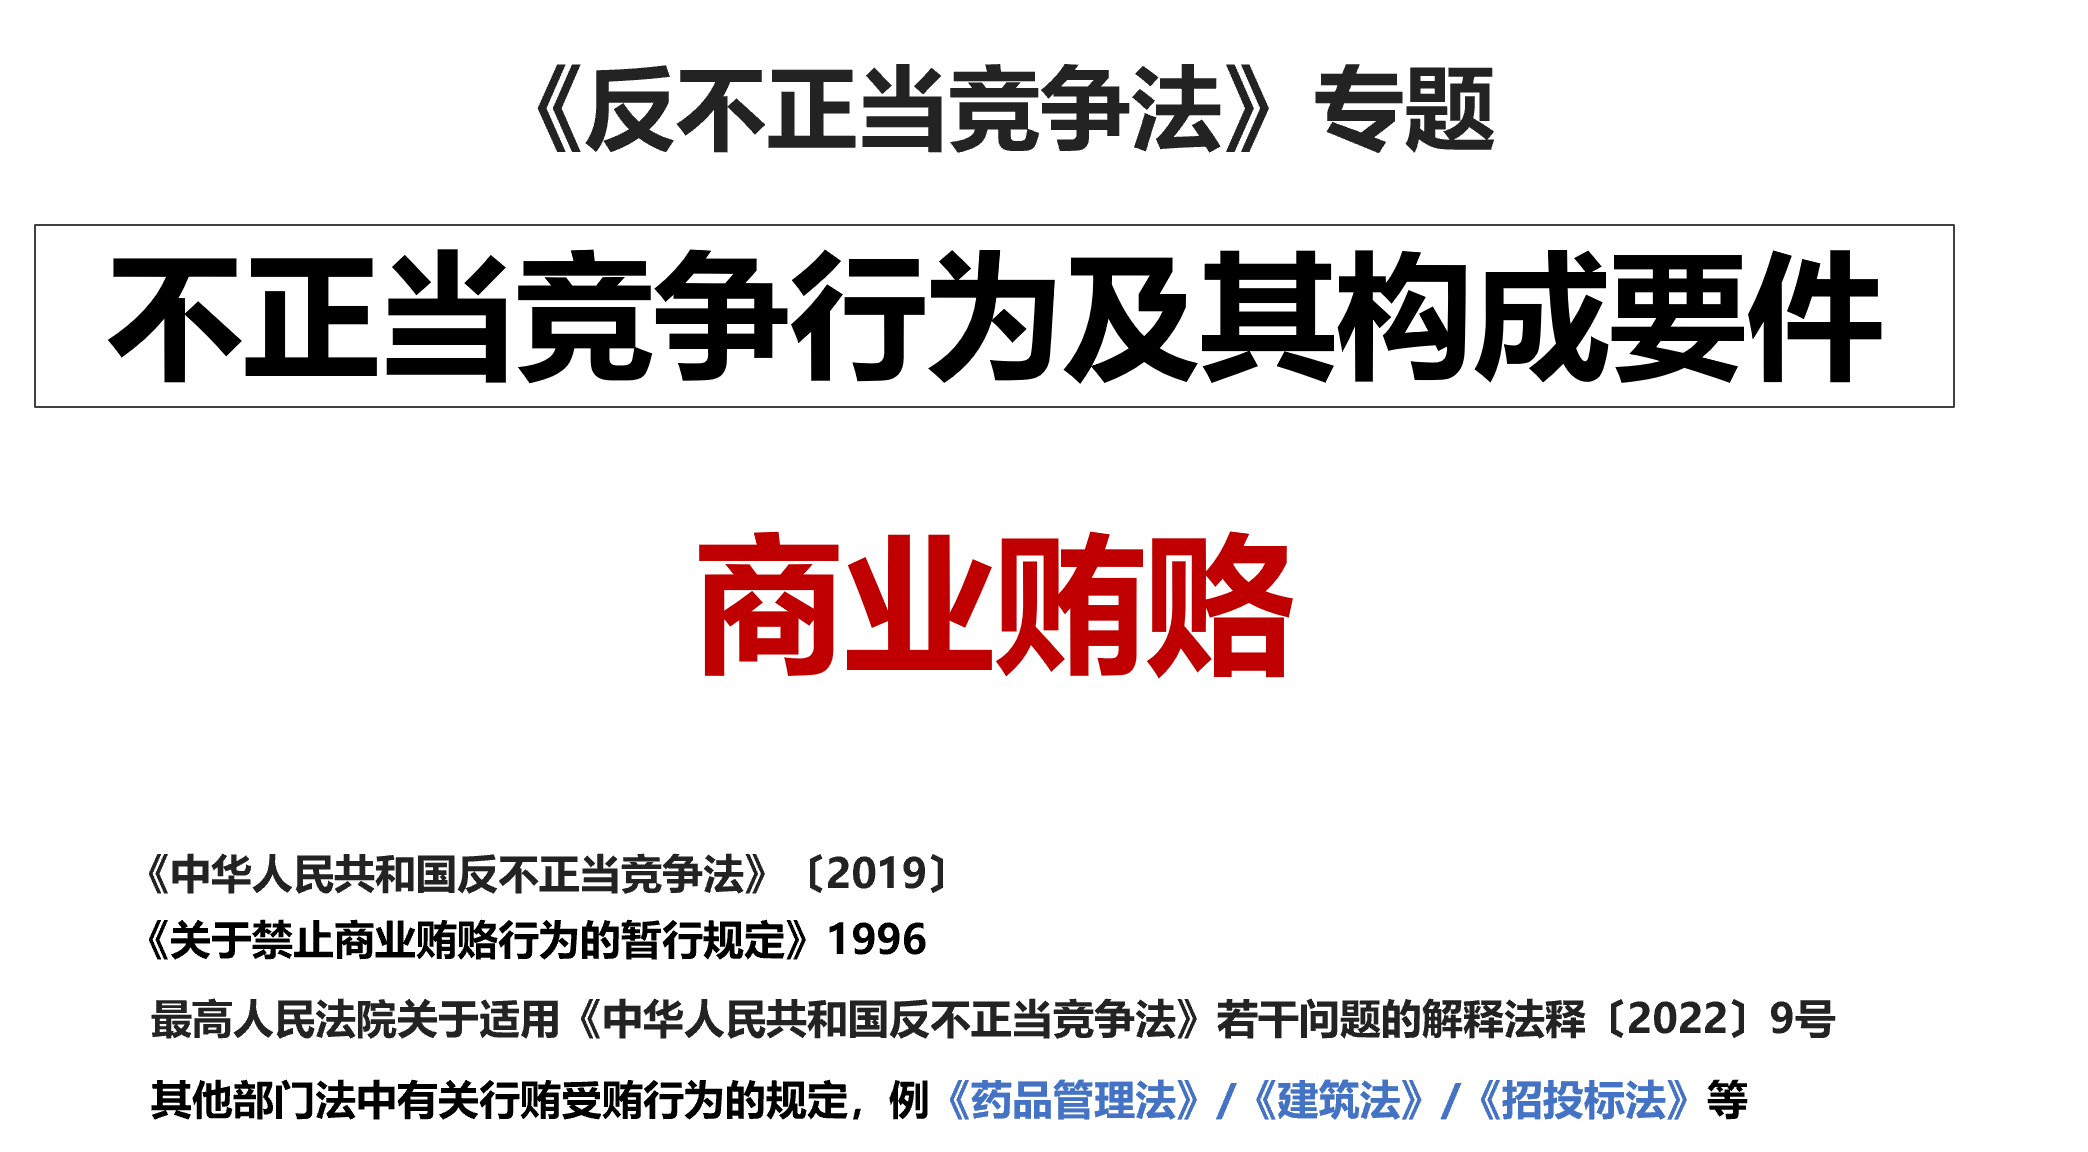 《反不正当竞争法》专题
不正当竞争行为及其构成要件
商业贿赂
《中华人民共和国反不正当竞争法》〔2019〕
《关于禁止商业贿赂行为的暂行规定》1996
最高人民法院关于适用《中华人民共和国反不正当竞争法》若干问题的解释法释〔2022〕9号
其他部门法中有关行贿受贿行为的规定，例《药品管理法》/《建筑法》/《招投标法》等